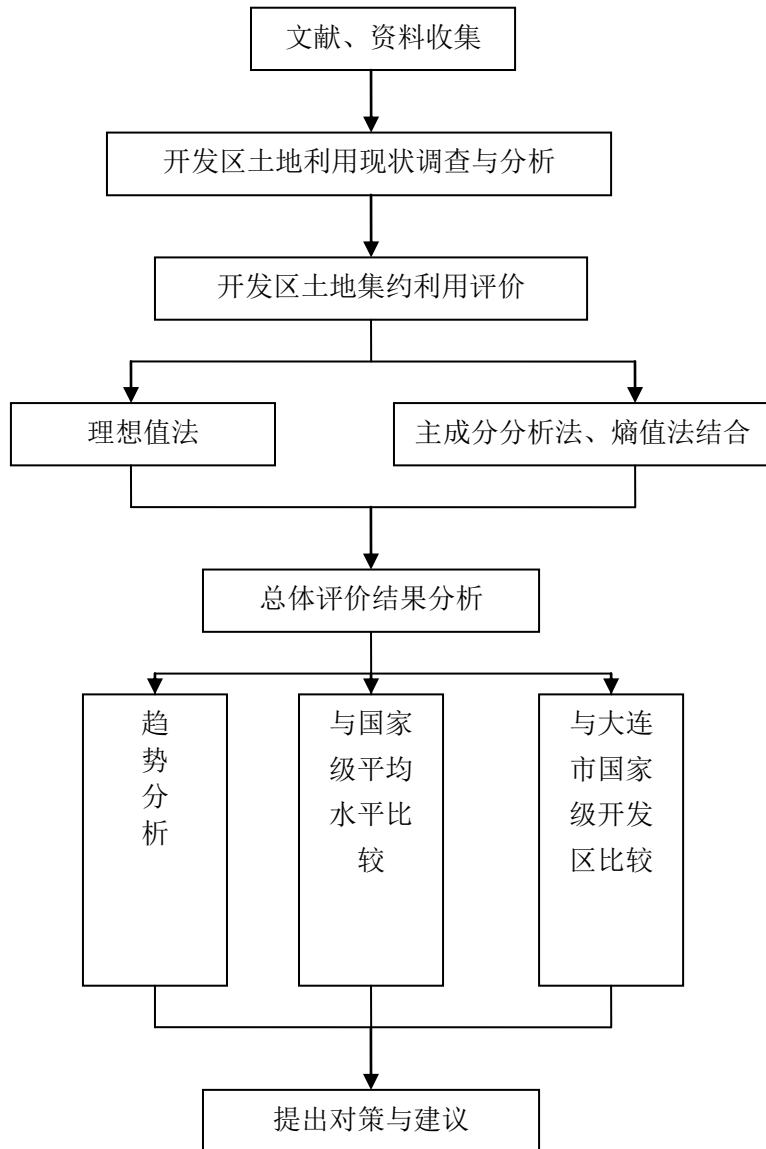 文献、资料收集
开发区土地利用现状调查与分析
开发区土地集约利用评价
理想值法
主成分分析法、熵值法结合
总体评价结果分析
趋
势
分
析
与国家
级平均
水平比
较
与大连
市国家
级开发
区比较
提出对策与建议